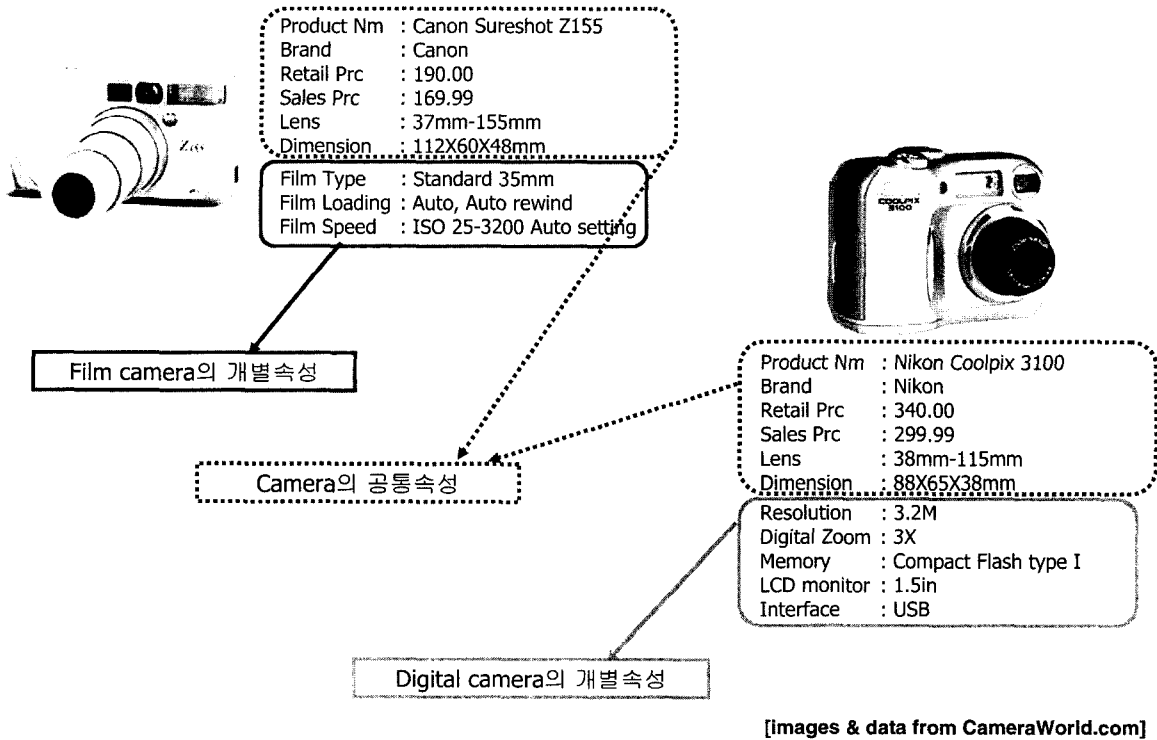 Product Nm : Canon Sureshot Z155
Brand : Canon
Retail Prc : 190.00
Sales Prc : 169.99
Lens : 37mm-155mm
Dimension : 112X60X48mm
Film Type : Standard 35mm
Film Loading : Auto, Auto rewind
Film Speed : ISO 25-3200 Auto setting
Film camera의 개별속성
COOLPIX
3100
Product Nm : Nikon Coolpix 3100
Brand : Nikon
Retail Prc : 340.00
Sales Prc : 299.99
Lens : 38mm-115mm
Dimension : 88X65X38mm
Camera의 공통속성
Resolution : 3.2M
Digital Zoom : 3X
Memory : Compact Flash type I
LCD monitor : 1.5in
Interface : USB
Digital camera의 개별속성
[images & data from CameraWorld.com]